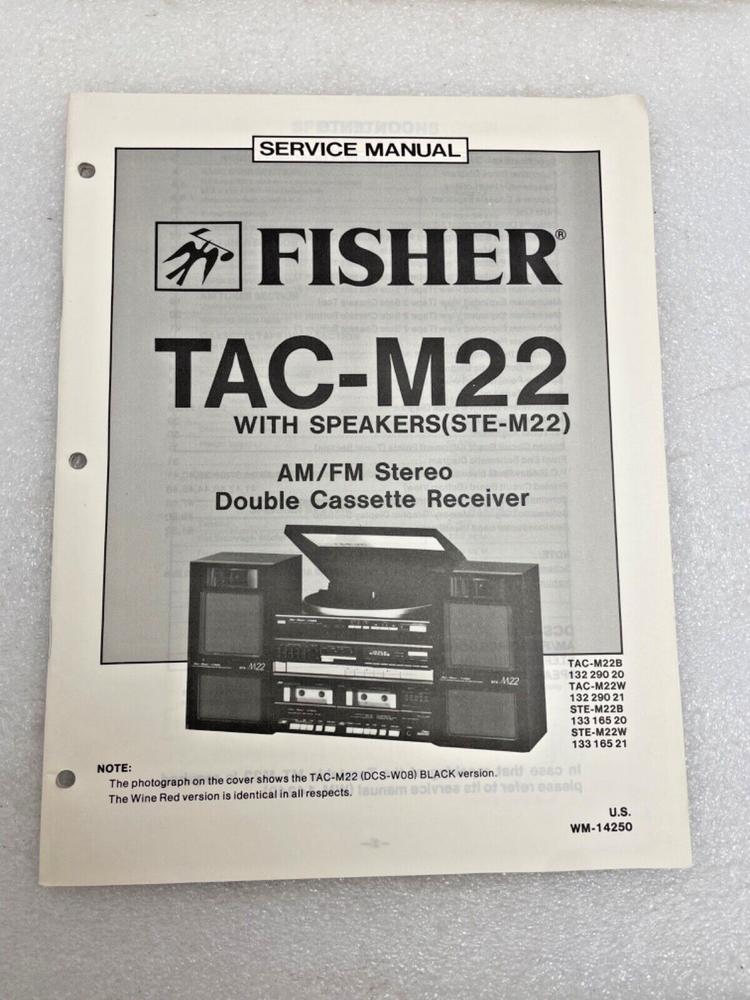 SERVICE MANUAL
FISHER®
TAC-M22
WITH SPEAKERS(STE-M22)
AM/FM Stereo
Double Cassette Receiver
M22
M22
TAC-M22B
132 290 20
TAC-M22W
132 290 21
STE-M22B
133 165 20
STE-M22W
133 165 21
NOTE:
The photograph on the cover shows the TAC-M22 (DCS-W08) BLACK version.
The Wine Red version is identical in all respects.
U.S.
WM-14250